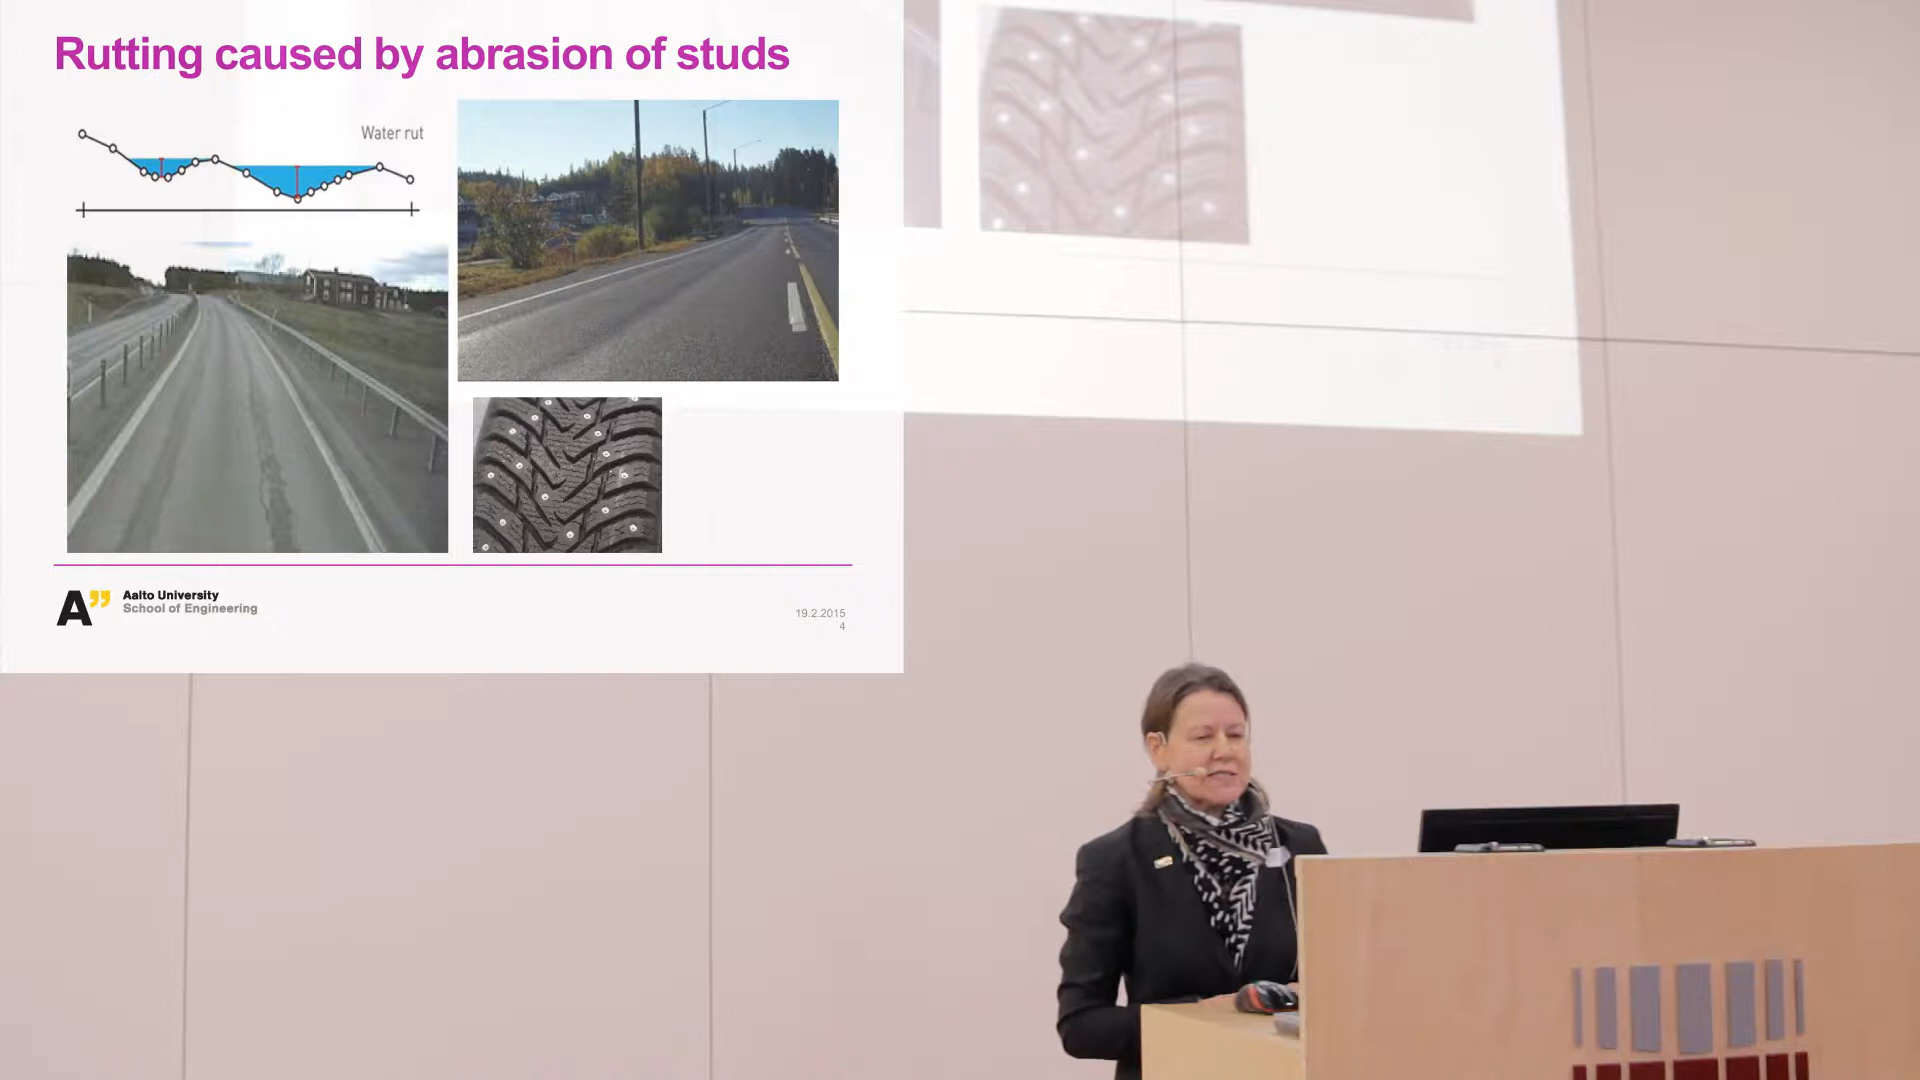 Rutting caused by abrasion of studs
Water rut
A”
Aalto University
School of Engineering
19.2.2015
4